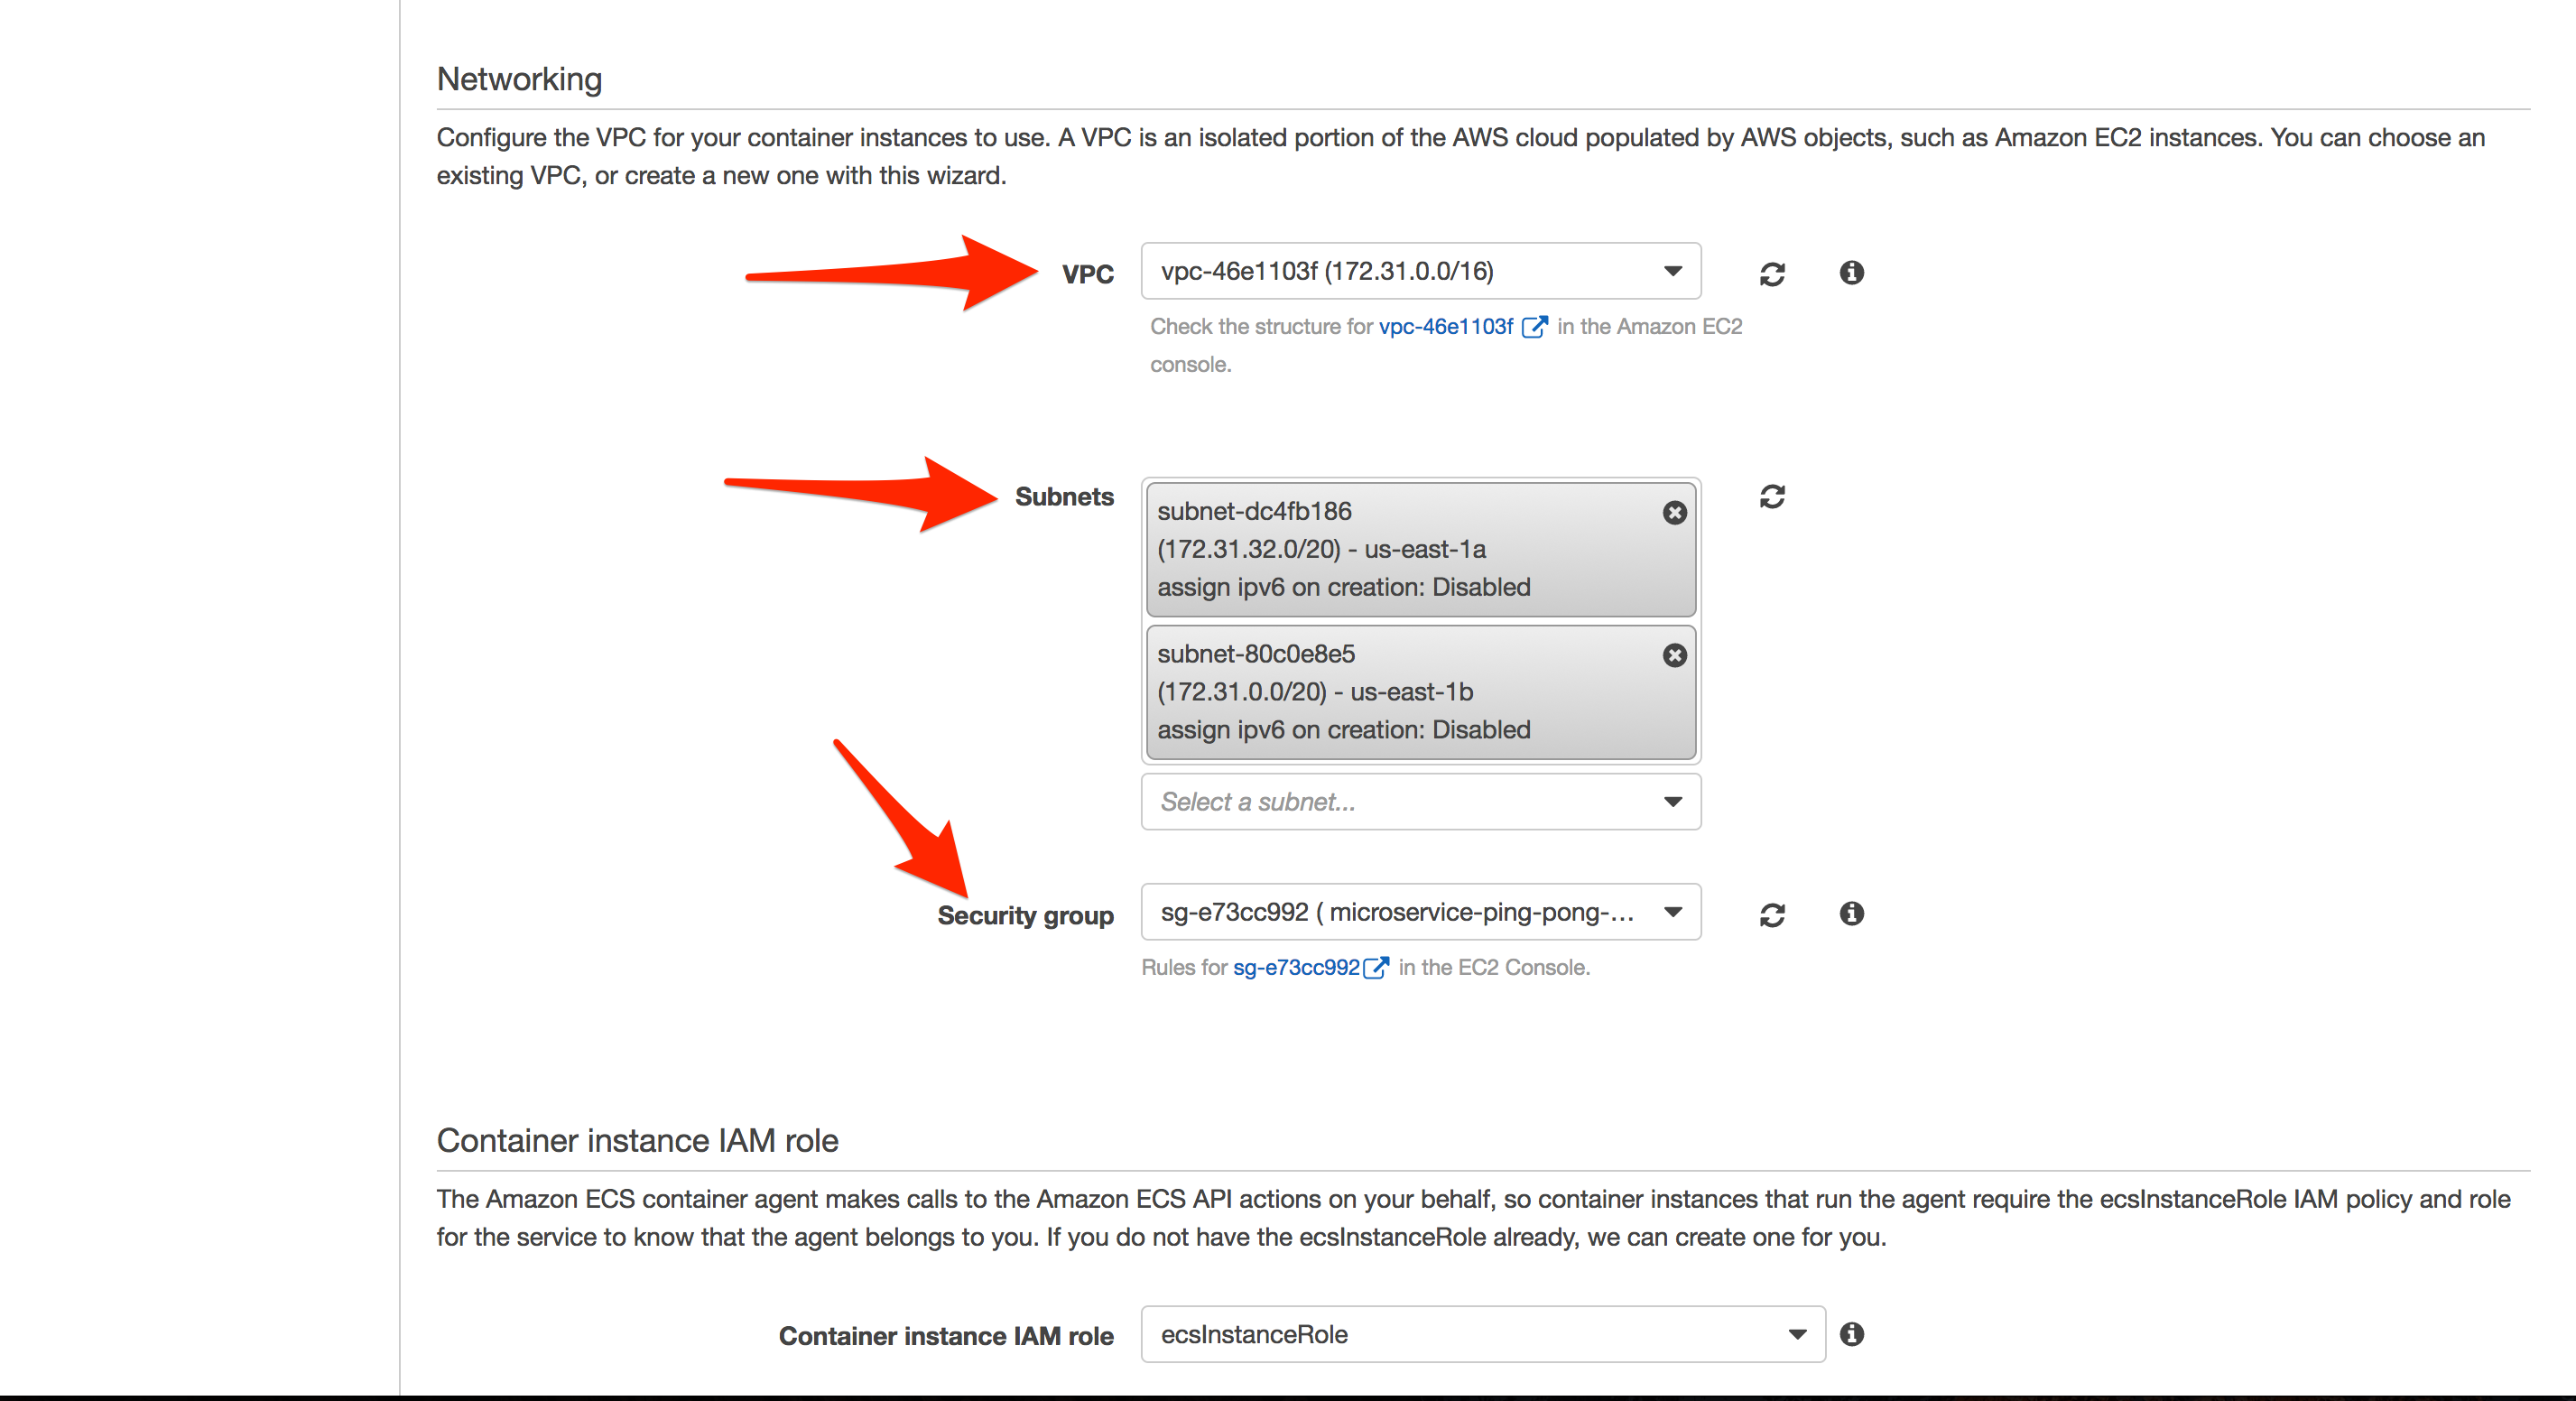 Networking
Configure the VPC for your container instances to use. A VPC is an isolated portion of the AWS cloud populated by AWS objects, such as Amazon EC2 instances. You can choose an
existing VPC, or create a new one with this wizard.
VPC
vpc-46e1103f (172.31.0.0/16)
Check the structure for vpc-46e1103f in the Amazon EC2
console.
Subnets
subnet-dc4fb186
(172.31.32.0/20) - us-east-1a
assign ipv6 on creation: Disabled
subnet-80c0e8e5
(172.31.0.0/20) - us-east-1b
assign ipv6 on creation: Disabled
Select a subnet...
Security group
sg-e73cc992 ( microservice-ping-pong-...
Rules for sg-e73cc992 in the EC2 Console.
Container instance IAM role
The Amazon ECS container agent makes calls to the Amazon ECS API actions on your behalf, so container instances that run the agent require the ecsInstanceRole IAM policy and role
for the service to know that the agent belongs to you. If you do not have the ecsInstanceRole already, we can create one for you.
Container instance IAM role
ecsInstanceRole